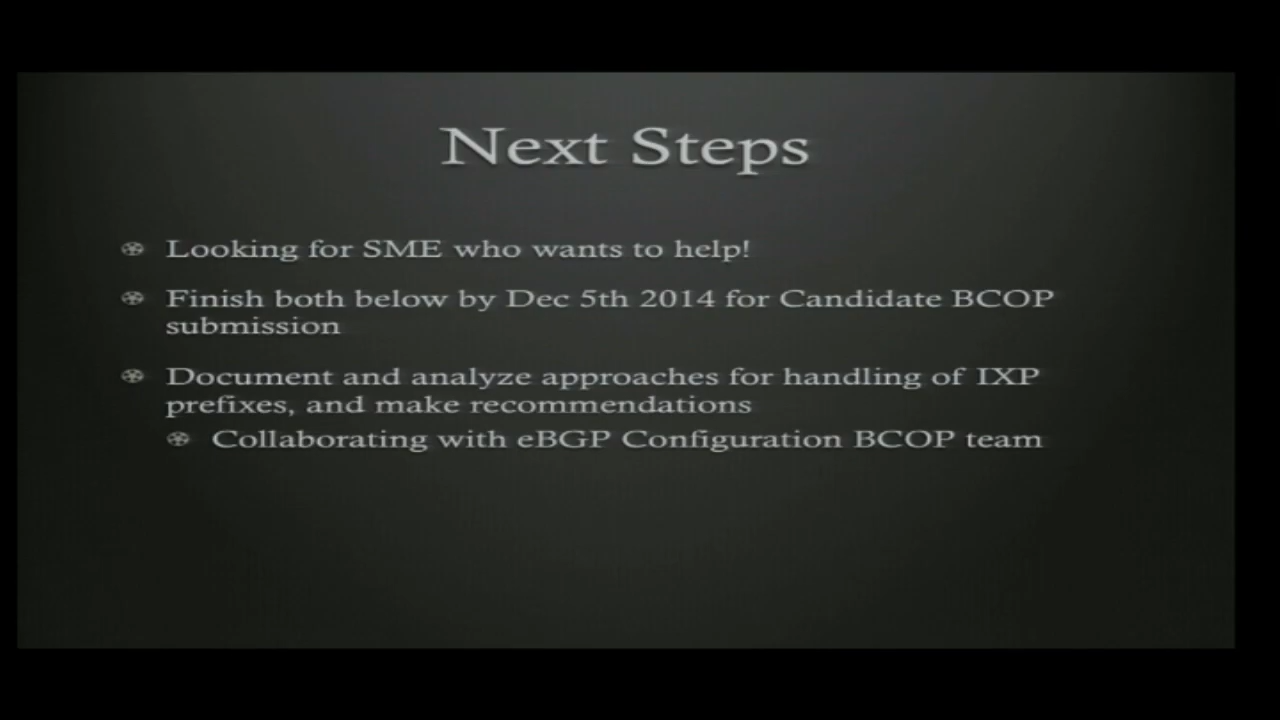 Next Steps
Looking for SME who wants to help!
Finish both below by Dec 5th 2014 for Candidate BCOP
submission
Document and analyze approaches for handling of IXP
prefixes, and make recommendations
Collaborating with eBGP Configuration BCOP team